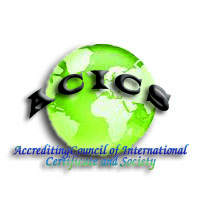 ACICS
AccreditingCouncil of International
Certificate and Society